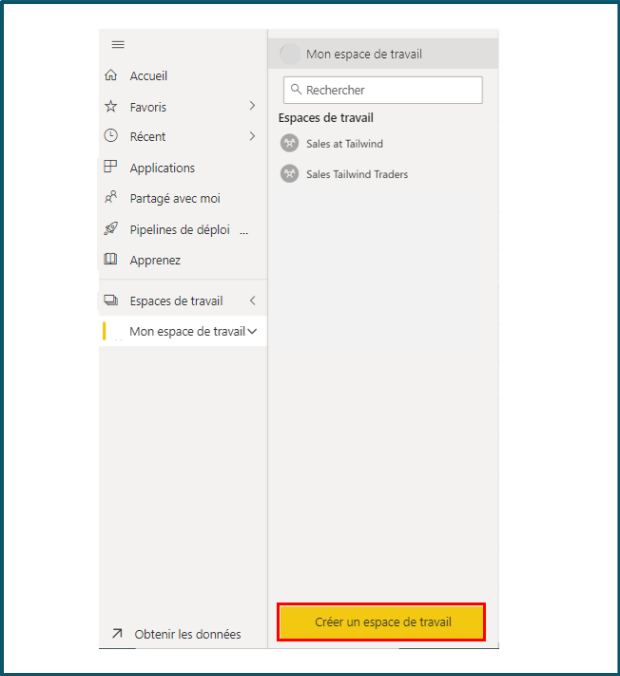 Accueil
Favoris
Récent
Applications
Partagé avec moi
Pipelines de déploi ...
Apprenez
Espaces de travail
Mon espace de travail
Obtenir les données
Mon espace de travail
Rechercher
Espaces de travail
Sales at Tailwind
Sales Tailwind Traders
Créer un espace de travail